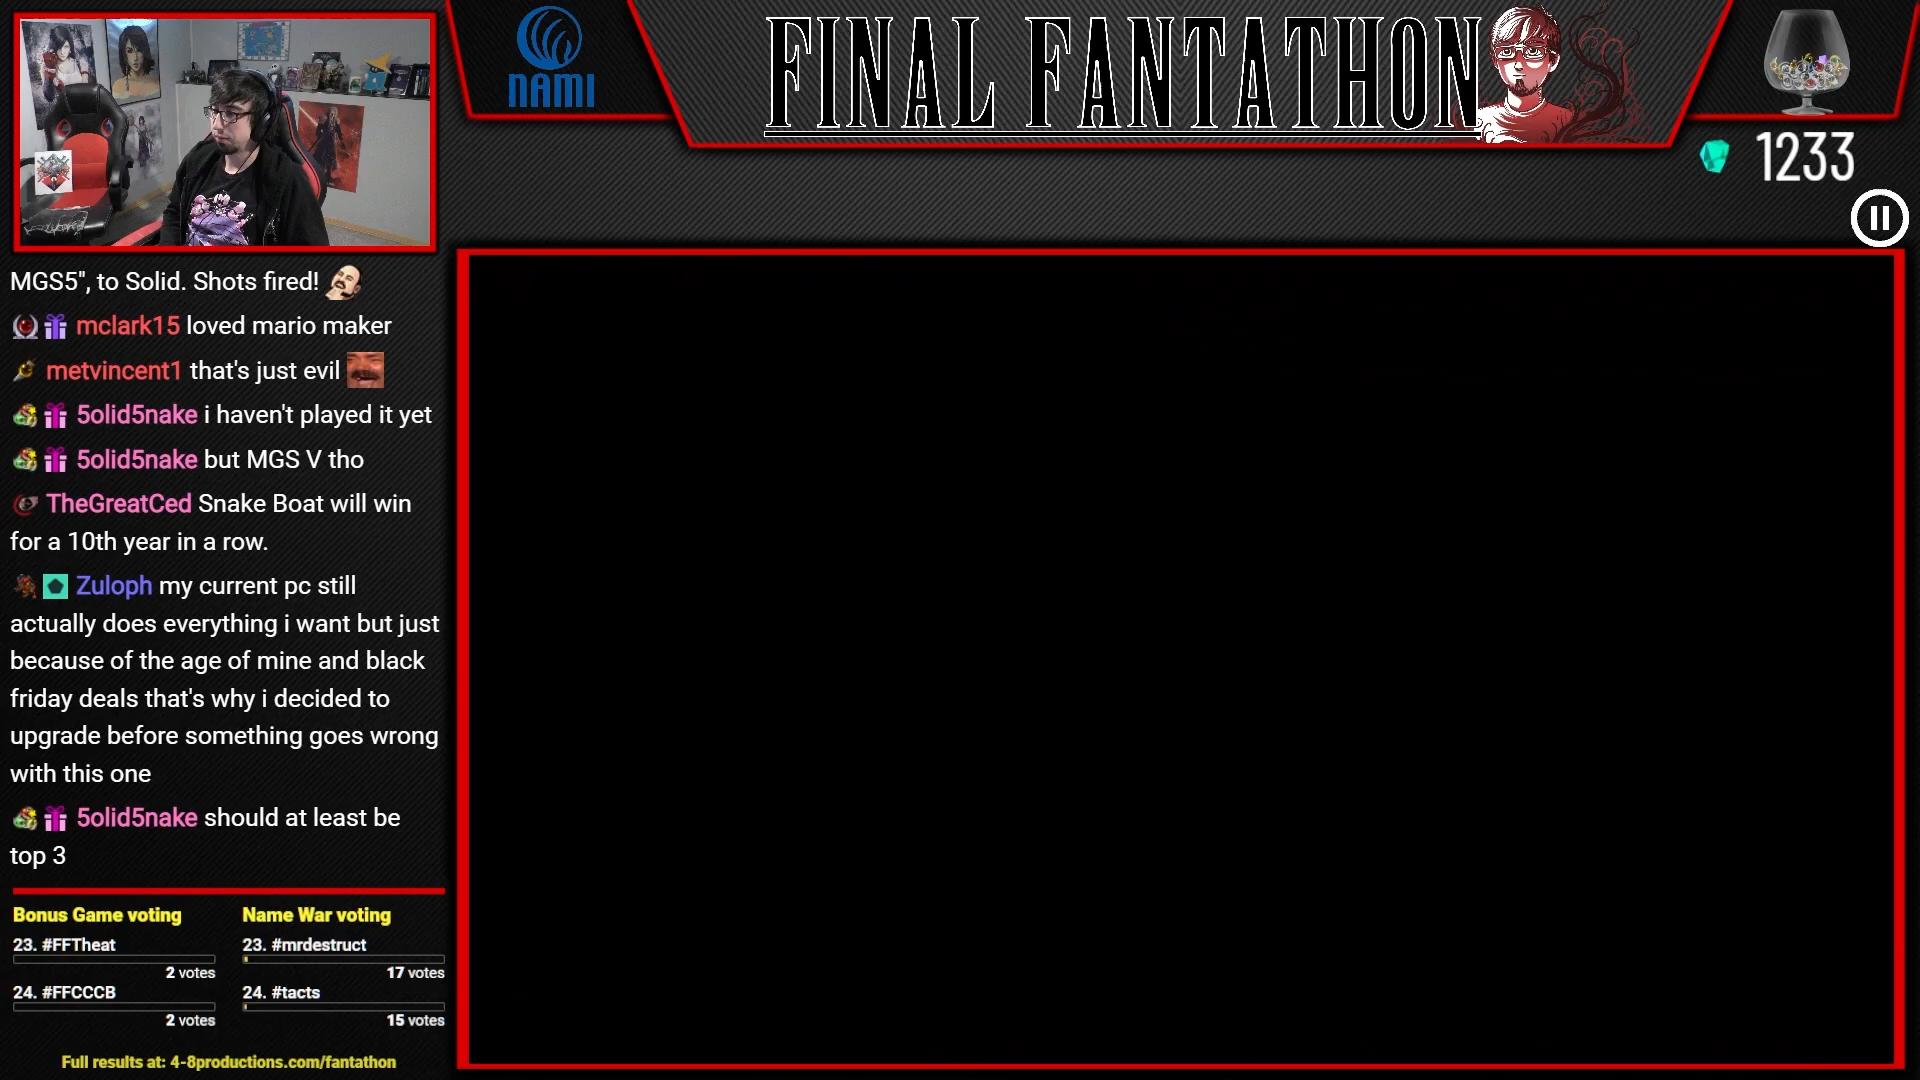 NAMI
FINAL FANTATHON
1233
MGS5", to Solid. Shots fired!
mclark15 loved mario maker
metvincent1 that's just evil
5olid5nake i haven't played it yet
5olid5nake but MGS V tho
TheGreatCed Snake Boat will win
for a 10th year in a row.
Zuloph my current pc still
actually does everything i want but just
because of the age of mine and black
friday deals that's why i decided to
upgrade before something goes wrong
with this one
5olid5nake should at least be
top 3
Bonus Game voting
23. #FFTheat
2 votes
24. #FFCCCB
2 votes
Name War voting
23. #mrdestruct
17 votes
24. #tacts
15 votes
Full results at: 4-8productions.com/fantathon